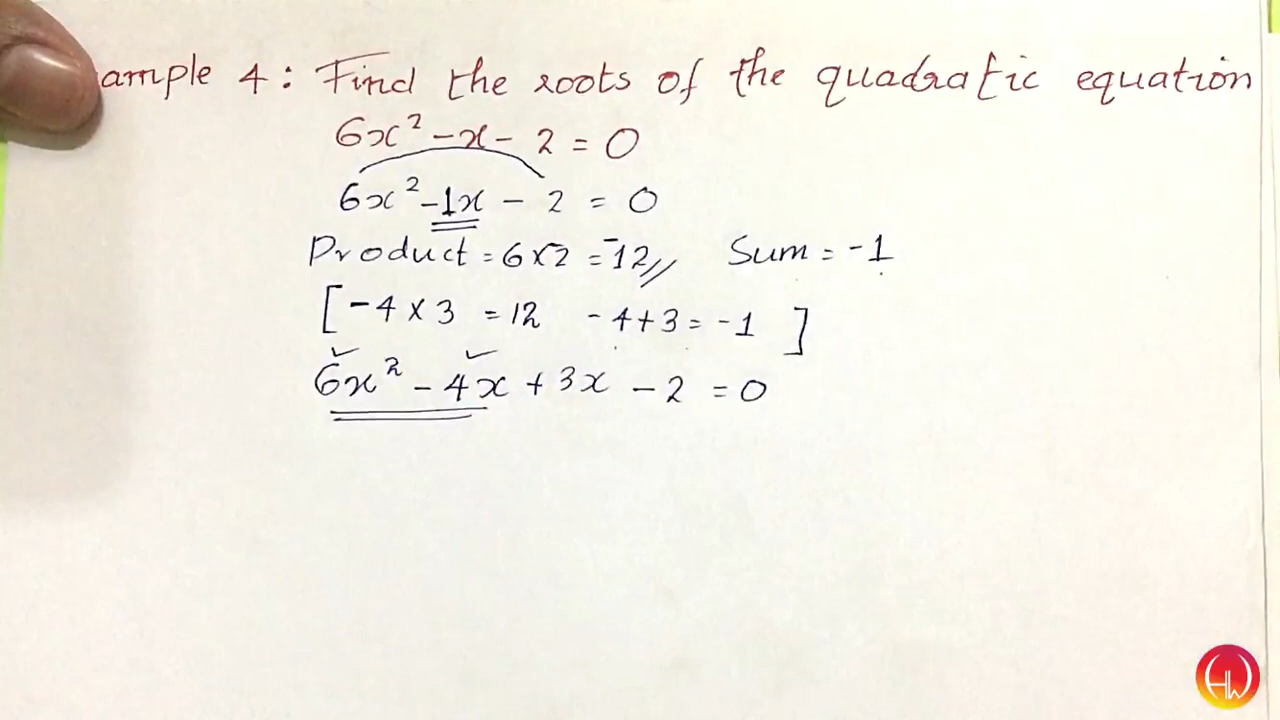 ample 4: Find the roots of the quadratic equation
6x² - x - 2 = 0
6x² - 1x - 2 = 0
Product = 6×2 = -12// Sum = -1
[ -4 × 3 = 12 -4+3 = -1 ]
6x² - 4x + 3x - 2 = 0
HW